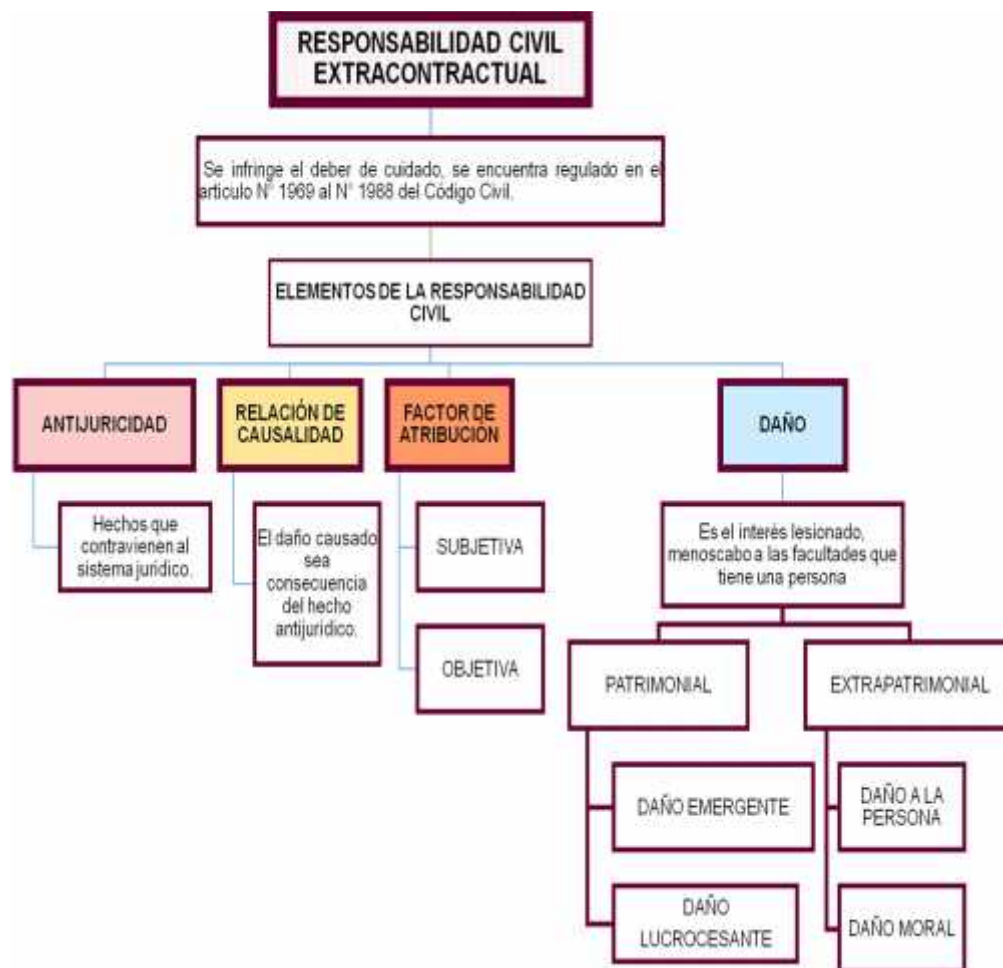 RESPONSABILIDAD CIVIL
EXTRACONTRACTUAL
Se infringe el deber de cuidado, se encuentra regulado en el
articulo N° 1969 al N° 1988 del Código Civil.
ELEMENTOS DE LA RESPONSABILIDAD
CIVIL
ANTIJURICIDAD
Hechos que
contravienen al
sistema jurídico.
RELACIÓN DE
CAUSALIDAD
El daño causado
sea
consecuencia
del hecho
antijurídico.
FACTOR DE
ATRIBUCIÓN
SUBJETIVA
OBJETIVA
DAÑO
Es el interés lesionado,
menoscabo a las facultades que
tiene una persona
PATRIMONIAL
DAÑO EMERGENTE
DAÑO
LUCROCESANTE
EXTRAPATRIMONIAL
DAÑO A LA
PERSONA
DAÑO MORAL